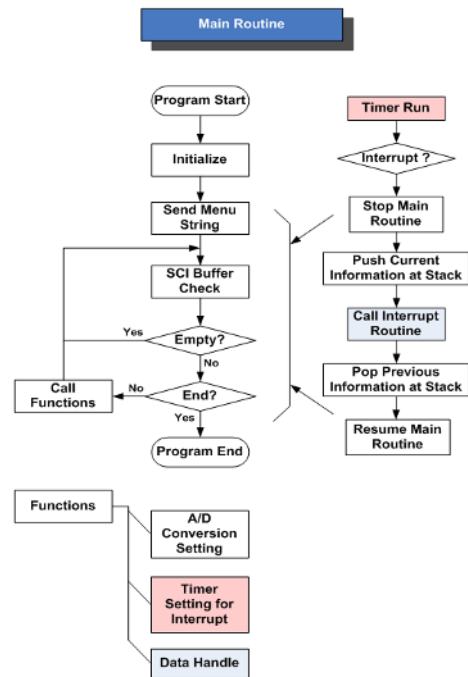 Main Routine
Program Start
Initialize
Send Menu
String
SCI Buffer
Check
Yes
Empty?
No
Call
Functions
No
End?
Yes
Program End
Timer Run
Interrupt ?
Stop Main
Routine
Push Current
Information at Stack
Call Interrupt
Routine
Pop Previous
Information at Stack
Resume Main
Routine
Functions
A/D
Conversion
Setting
Timer
Setting for
Interrupt
Data Handle